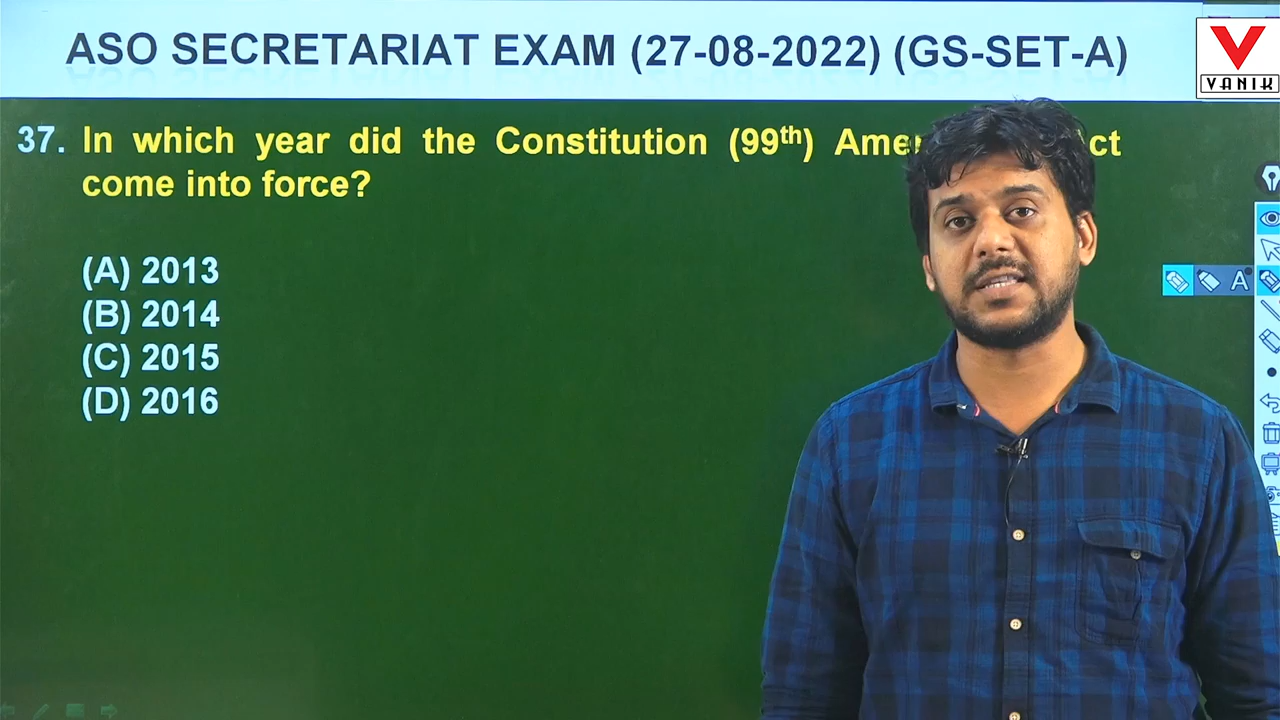 ASO SECRETARIAT EXAM (27-08-2022) (GS-SET-A)
VANIK
37. In which year did the Constitution (99th)
come into force?
(A) 2013
(B) 2014
(C) 2015
(D) 2016
A